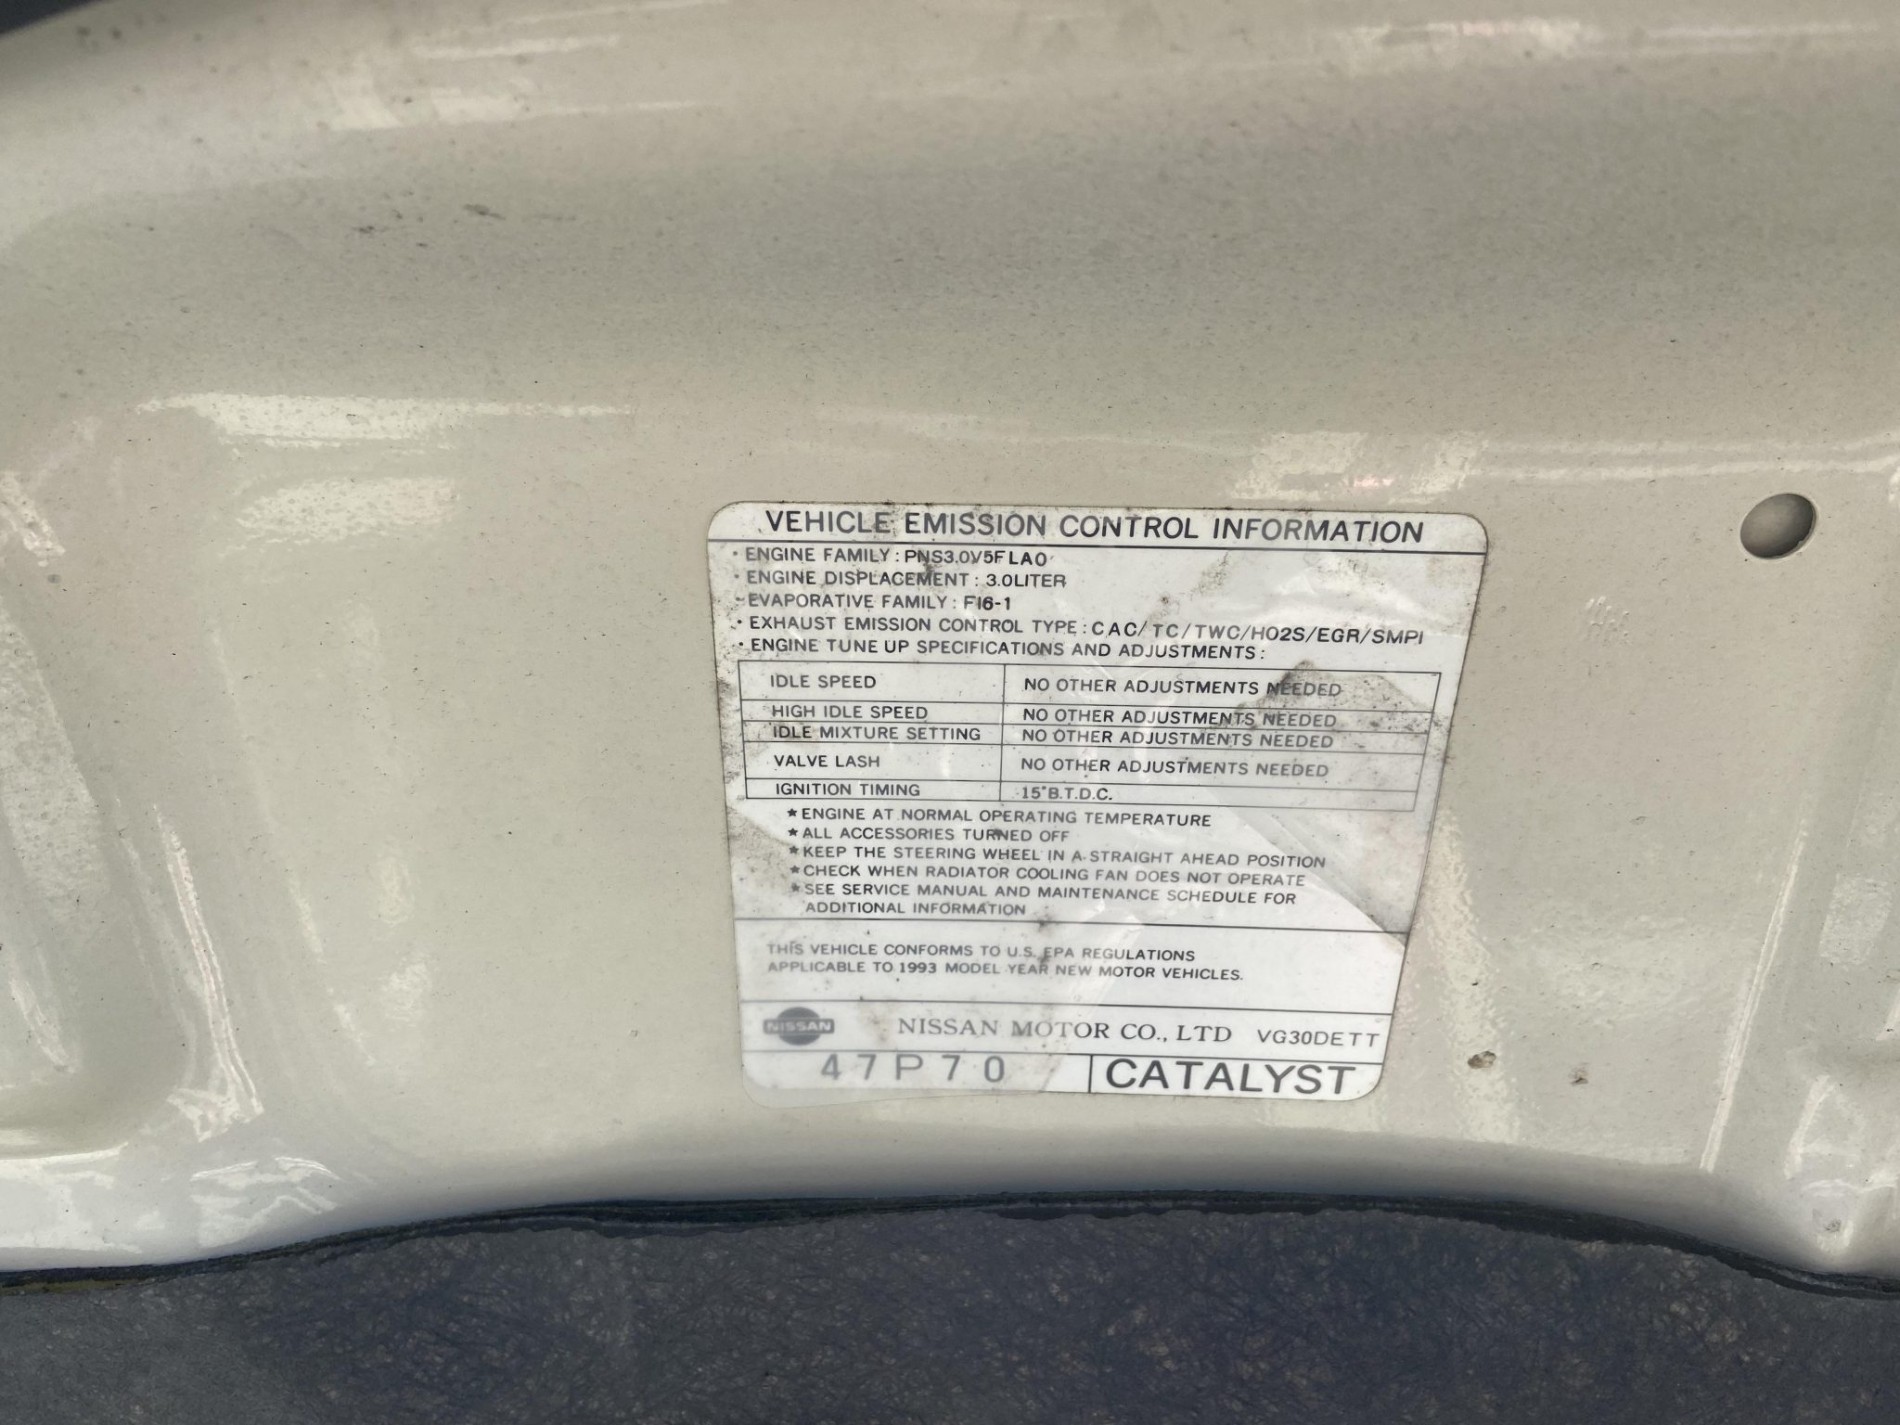 VEHICLE EMISSION CONTROL INFORMATION
· ENGINE FAMILY : PNS3.0V5FLA0
· ENGINE DISPLACEMENT : 3.0LITER
· EVAPORATIVE FAMILY : FI6-1
· EXHAUST EMISSION CONTROL TYPE : CAC/TC/TWC/HO2S/EGR/SMPI
· ENGINE TUNE UP SPECIFICATIONS AND ADJUSTMENTS :
IDLE SPEED NO OTHER ADJUSTMENTS NEEDED
HIGH IDLE SPEED NO OTHER ADJUSTMENTS NEEDED
IDLE MIXTURE SETTING NO OTHER ADJUSTMENTS NEEDED
VALVE LASH NO OTHER ADJUSTMENTS NEEDED
IGNITION TIMING 15°B.T.D.C.
★ENGINE AT NORMAL OPERATING TEMPERATURE
★ALL ACCESSORIES TURNED OFF
★KEEP THE STEERING WHEEL IN A STRAIGHT AHEAD POSITION
★CHECK WHEN RADIATOR COOLING FAN DOES NOT OPERATE
★SEE SERVICE MANUAL AND MAINTENANCE SCHEDULE FOR
ADDITIONAL INFORMATION
THIS VEHICLE CONFORMS TO U.S. EPA REGULATIONS
APPLICABLE TO 1993 MODEL YEAR NEW MOTOR VEHICLES.
NISSAN NISSAN MOTOR CO., LTD VG30DETT
47P70 CATALYST